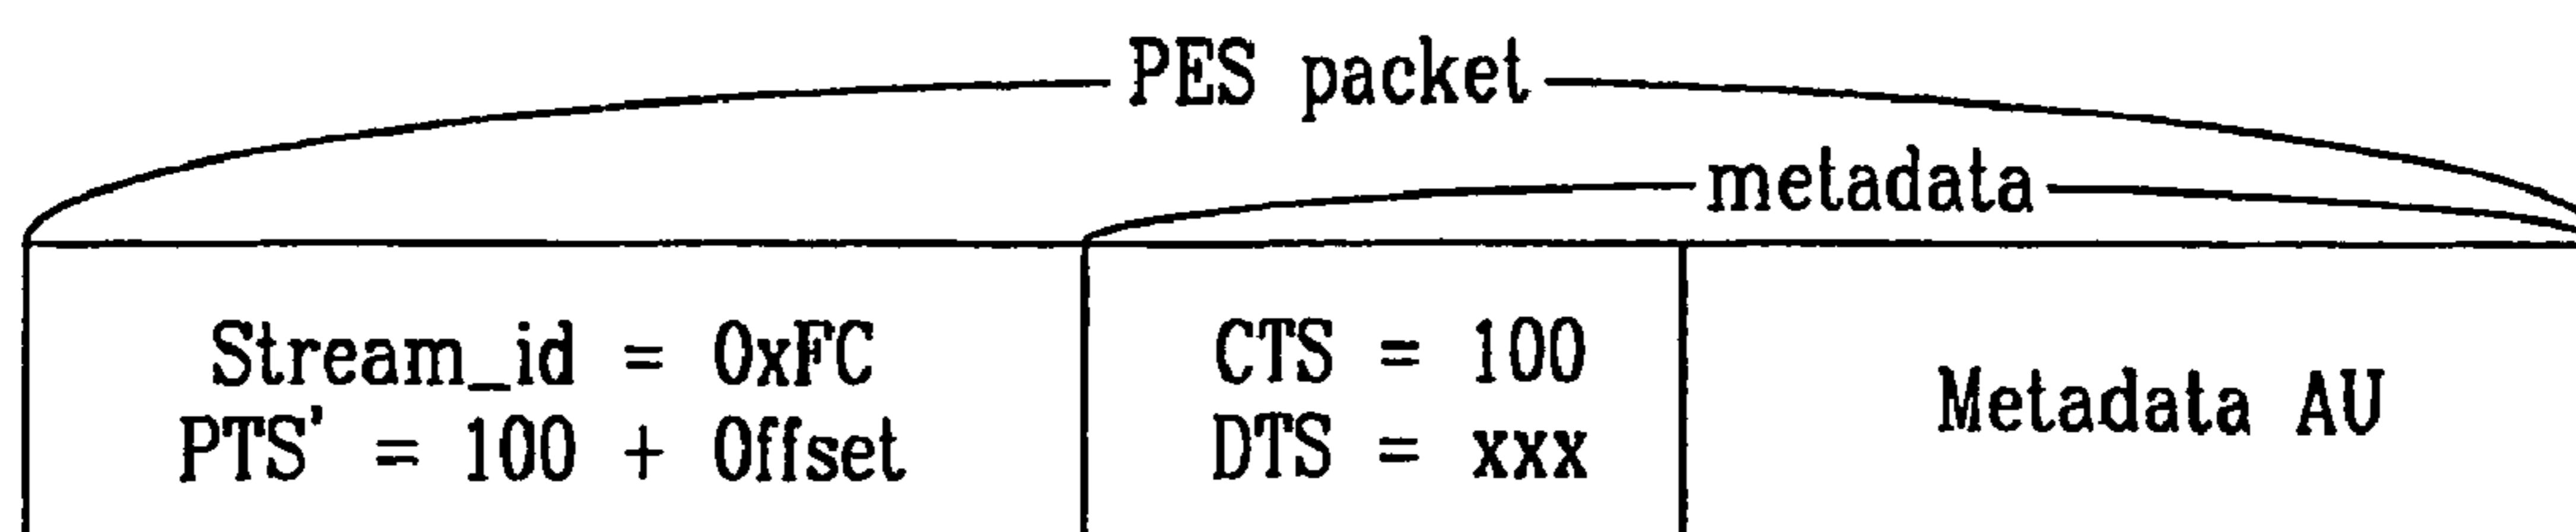 PES packet
metadata
Stream_id = 0xFC
PTS' = 100 + Offset
CTS = 100
DTS = xxx
Metadata AU